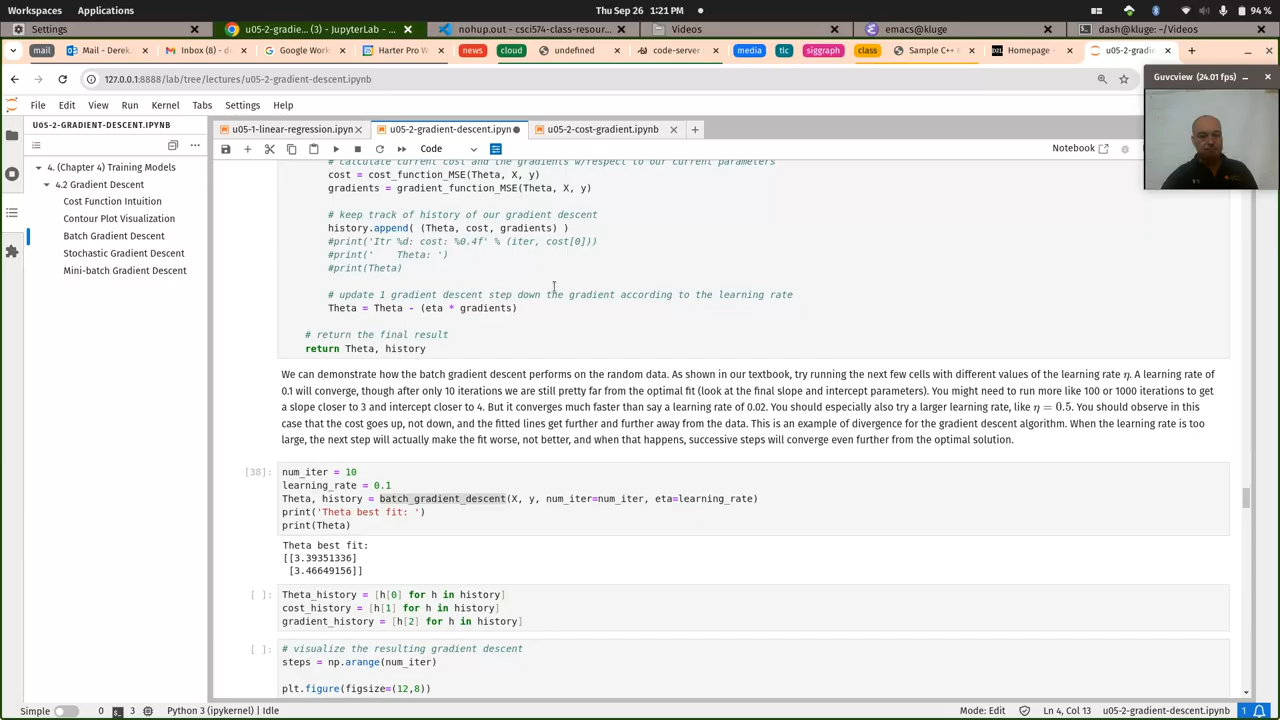 Workspaces Applications Thu Sep 26 1:21 PM 94 %
Settings u05-2-gradie... (3) - JupyterLab - ... nohup.out - csci574-class-resour... Videos emacs@kluge dash@kluge: ~/Videos
mail Mail - Derek. Inbox (8) - d Google Work Harter Pro W news cloud undefined code-server media tlc siggraph class Sample C++ Homepage - u05-2-gradi
127.0.0.1:8888/lab/tree/lectures/u05-2-gradient-descent.ipynb
Guvcview (24.01 fps)
File Edit View Run Kernel Tabs Settings Help
U05-2-GRADIENT-DESCENT.IPYNB
4. (Chapter 4) Training Models
4.2 Gradient Descent
Cost Function Intuition
Contour Plot Visualization
Batch Gradient Descent
Stochastic Gradient Descent
Mini-batch Gradient Descent
u05-1-linear-regression.ipyn u05-2-gradient-descent.ipyn u05-2-cost-gradient.ipynb
Code Notebook
# calculate current cost and the gradients w/respect to our current parameters
cost = cost_function_MSE(Theta, X, y)
gradients = gradient_function_MSE(Theta, X, y)
# keep track of history of our gradient descent
history.append( (Theta, cost, gradients) )
#print('Itr %d: cost: %0.4f' % (iter, cost[0]))
#print('    Theta: ')
#print(Theta)
# update 1 gradient descent step down the gradient according to the learning rate
Theta = Theta - (eta * gradients)
# return the final result
return Theta, history
We can demonstrate how the batch gradient descent performs on the random data. As shown in our textbook, try running the next few cells with different values of the learning rate η. A learning rate of
0.1 will converge, though after only 10 iterations we are still pretty far from the optimal fit (look at the final slope and intercept parameters). You might need to run more like 100 or 1000 iterations to get
a slope closer to 3 and intercept closer to 4. But it converges much faster than say a learning rate of 0.02. You should especially also try a larger learning rate, like η = 0.5. You should observe in this
case that the cost goes up, not down, and the fitted lines get further and further away from the data. This is an example of divergence for the gradient descent algorithm. When the learning rate is too
large, the next step will actually make the fit worse, not better, and when that happens, successive steps will converge even further from the optimal solution.
[38]: num_iter = 10
learning_rate = 0.1
Theta, history = batch_gradient_descent(X, y, num_iter=num_iter, eta=learning_rate)
print('Theta best fit: ')
print(Theta)
Theta best fit:
[[3.39351336]
[3.46649156]]
[ ]: Theta_history = [h[0] for h in history]
cost_history = [h[1] for h in history]
gradient_history = [h[2] for h in history]
[ ]: # visualize the resulting gradient descent
steps = np.arange(num_iter)
plt.figure(figsize=(12,8))
Simple 0 3 Python 3 (ipykernel) | Idle Mode: Edit Ln 4, Col 13 u05-2-gradient-descent.ipynb 1